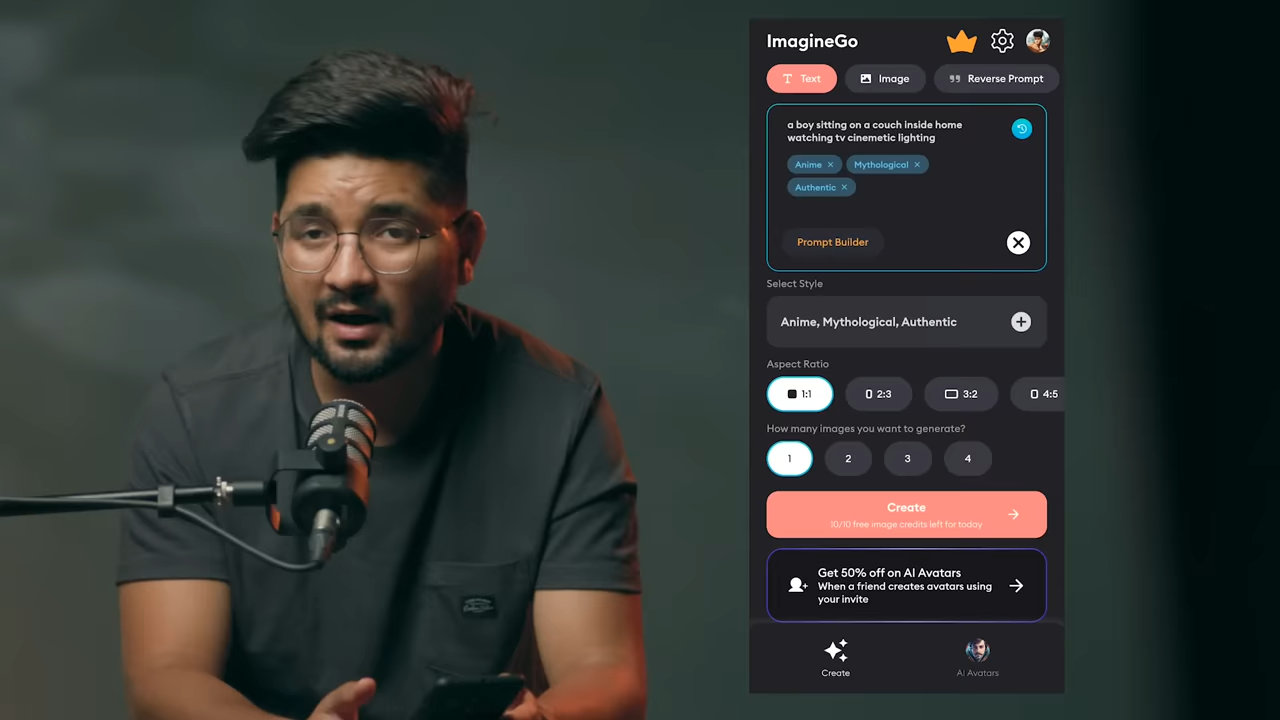 ImagineGo
Text
Image
Reverse Prompt
a boy sitting on a couch inside home
watching tv cinemetic lighting
Anime ×
Mythological ×
Authentic ×
Prompt Builder
Select Style
Anime, Mythological, Authentic
Aspect Ratio
1:1
2:3
3:2
4:5
How many images you want to generate?
1
2
3
4
Create
10/10 free image credits left for today
Get 50% off on AI Avatars
When a friend creates avatars using
your invite
Create
AI Avatars